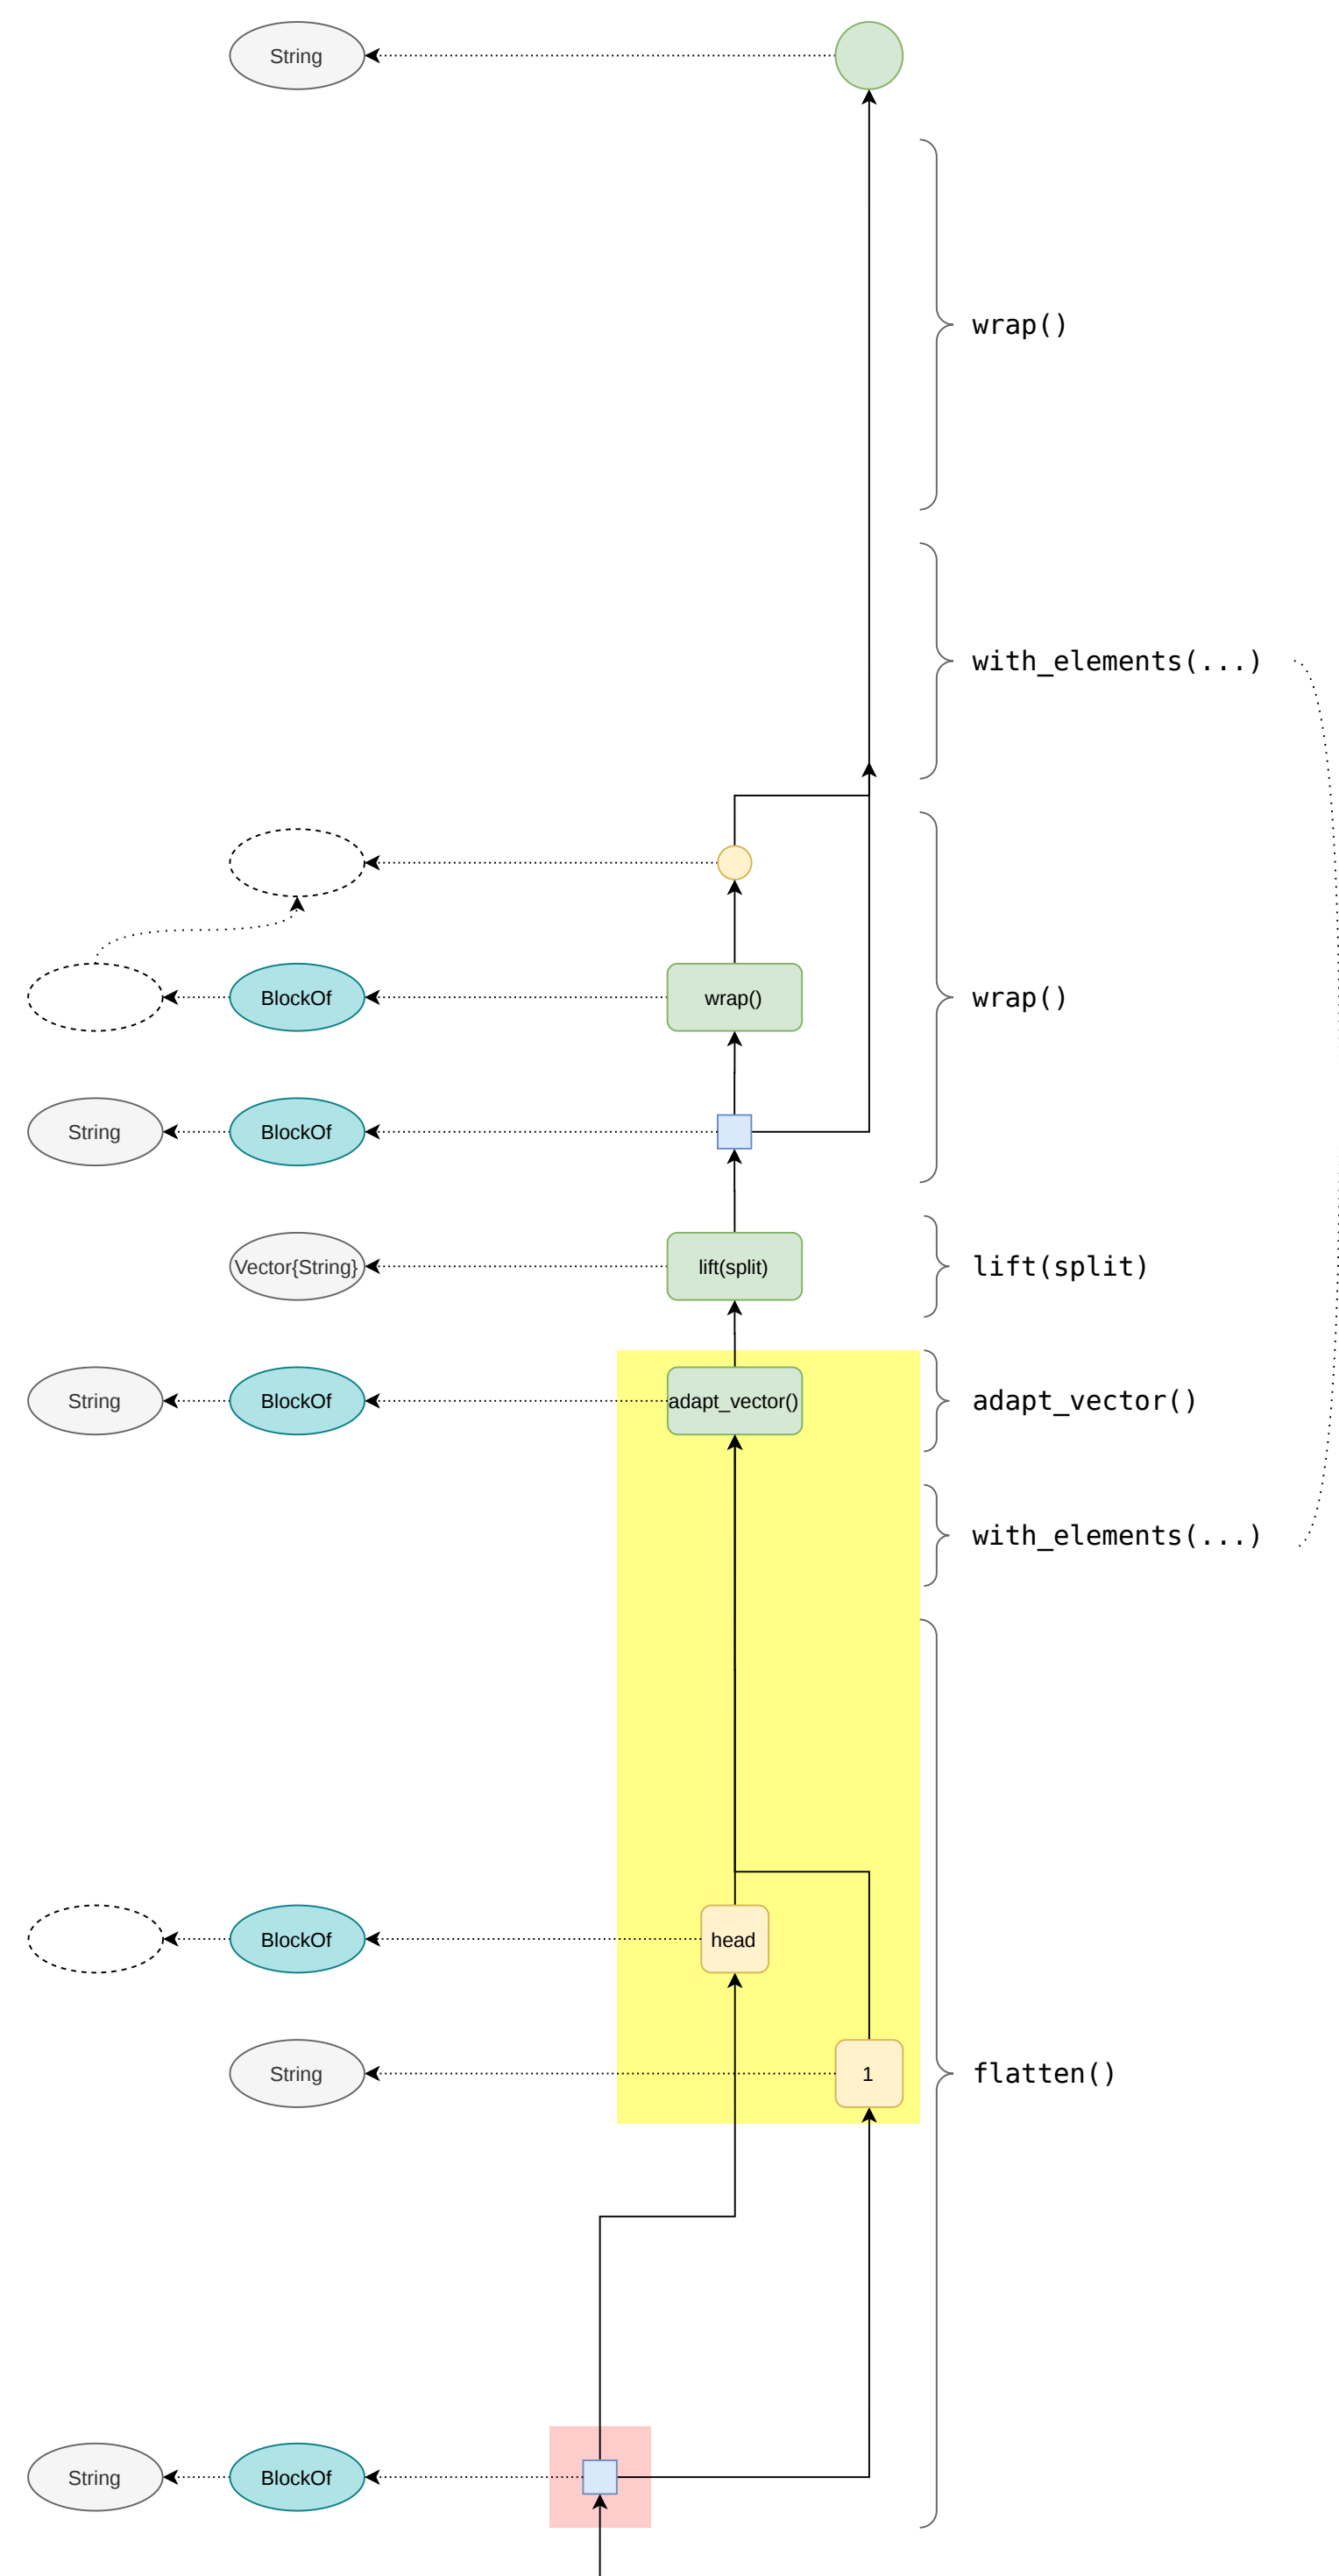 String
wrap()
with_elements(...)
BlockOf
wrap()
wrap()
String
BlockOf
Vector{String}
lift(split)
lift(split)
String
BlockOf
adapt_vector()
adapt_vector()
with_elements(...)
BlockOf
head
String
1
flatten()
String
BlockOf